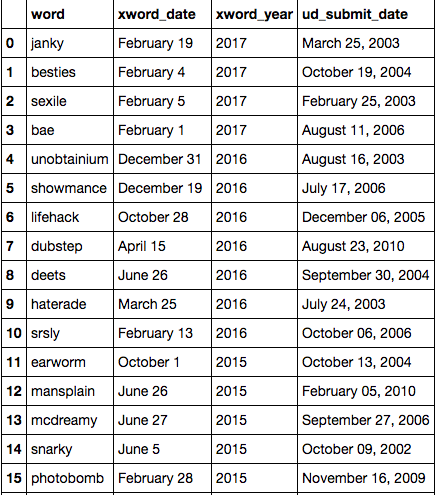 word xword_date xword_year ud_submit_date
0 janky February 19 2017 March 25, 2003
1 besties February 4 2017 October 19, 2004
2 sexile February 5 2017 February 25, 2003
3 bae February 1 2017 August 11, 2006
4 unobtainium December 31 2016 August 16, 2003
5 showmance December 19 2016 July 17, 2006
6 lifehack October 28 2016 December 06, 2005
7 dubstep April 15 2016 August 23, 2010
8 deets June 26 2016 September 30, 2004
9 haterade March 25 2016 July 24, 2003
10 srsly February 13 2016 October 06, 2006
11 earworm October 1 2015 October 13, 2004
12 mansplain June 26 2015 February 05, 2010
13 mcdreamy June 27 2015 September 27, 2006
14 snarky June 5 2015 October 09, 2002
15 photobomb February 28 2015 November 16, 2009